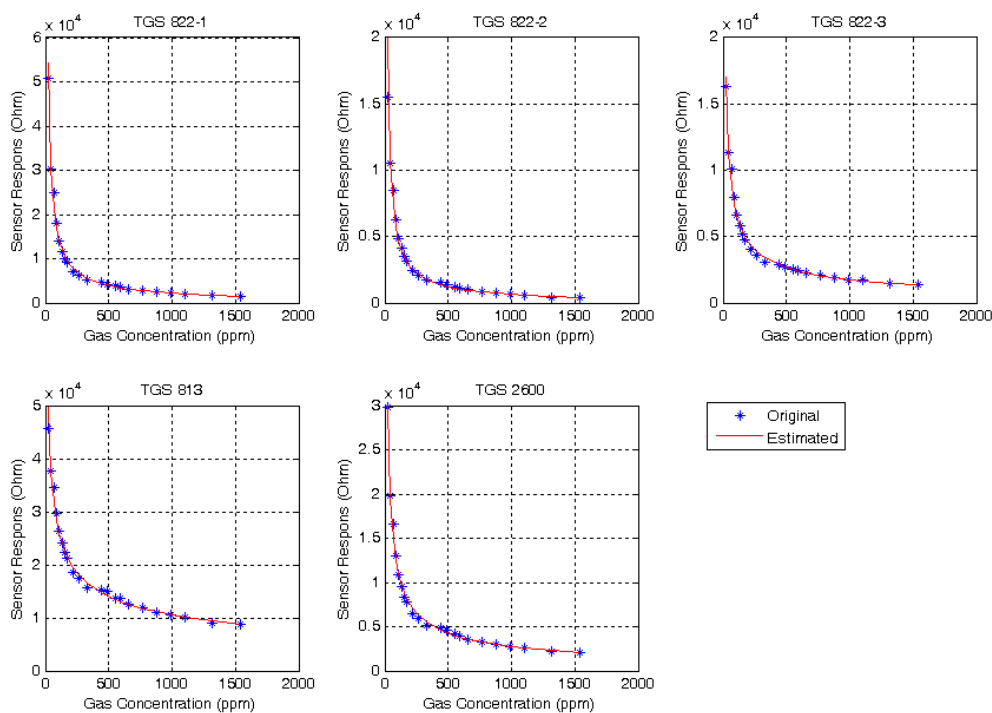 TGS 822-1
x 10^4
6
5
4
3
2
1
0
0 500 1000 1500 2000
Sensor Respons (Ohm)
Gas Concentration (ppm)
TGS 822-2
x 10^4
2
1.5
1
0.5
0
0 500 1000 1500 2000
Sensor Respons (Ohm)
Gas Concentration (ppm)
TGS 822-3
x 10^4
2
1.5
1
0.5
0
0 500 1000 1500 2000
Sensor Respons (Ohm)
Gas Concentration (ppm)
TGS 813
x 10^4
5
4
3
2
1
0
0 500 1000 1500 2000
Sensor Respons (Ohm)
Gas Concentration (ppm)
TGS 2600
x 10^4
3
2.5
2
1.5
1
0.5
0
0 500 1000 1500 2000
Sensor Respons (Ohm)
Gas Concentration (ppm)
Original
Estimated